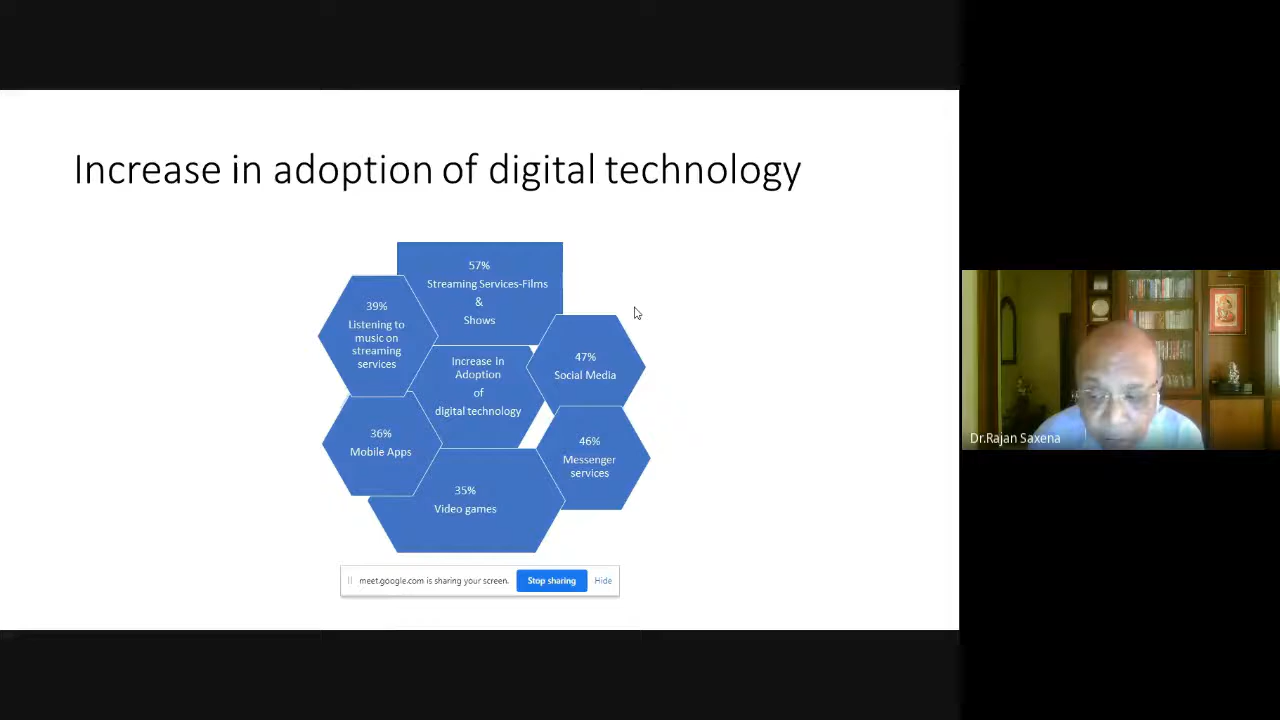 Increase in adoption of digital technology
57%
Streaming Services-Films
&
Shows
39%
Listening to
music on
streaming
services
47%
Social Media
Increase in
Adoption
of
digital technology
36%
Mobile Apps
46%
Messenger
services
35%
Video games
meet.google.com is sharing your screen.
Stop sharing
Hide
Dr.Rajan Saxena